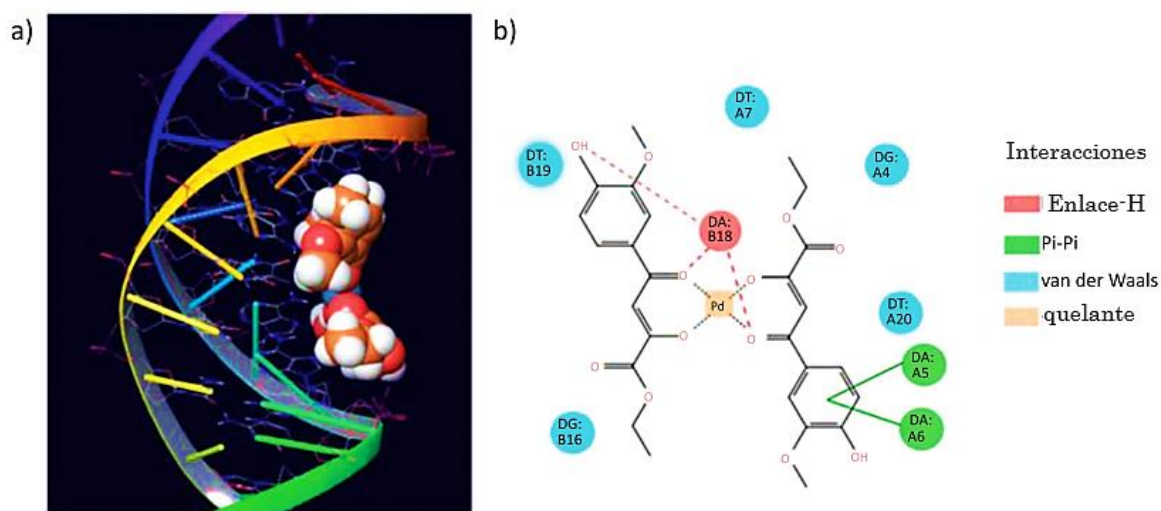 a)
b)
DT:
A7
OH
O
DT:
B19
DG:
A4
O
O
DA:
B18
O
O
O
Pd
O
O
DT:
A20
O
O
DA:
A5
DA:
A6
DG:
B16
O
OH
Interacciones
Enlace-H
Pi-Pi
van der Waals
quelante